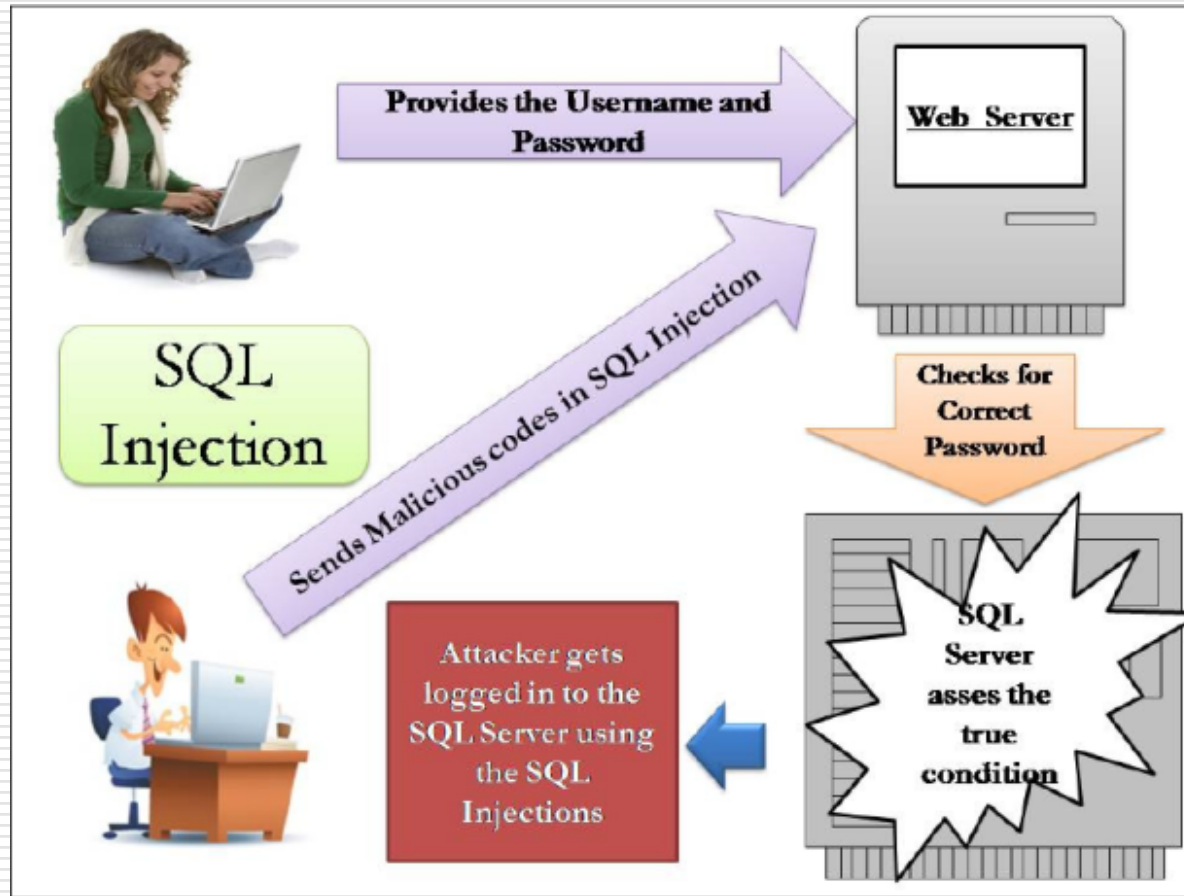 Provides the Username and
Password
Web Server
SQL
Injection
Sends Malicious codes in SQL Injection
Checks for
Correct
Password
SQL
Server
asses the
true
condition
Attacker gets
logged in to the
SQL Server using
the SQL
Injections